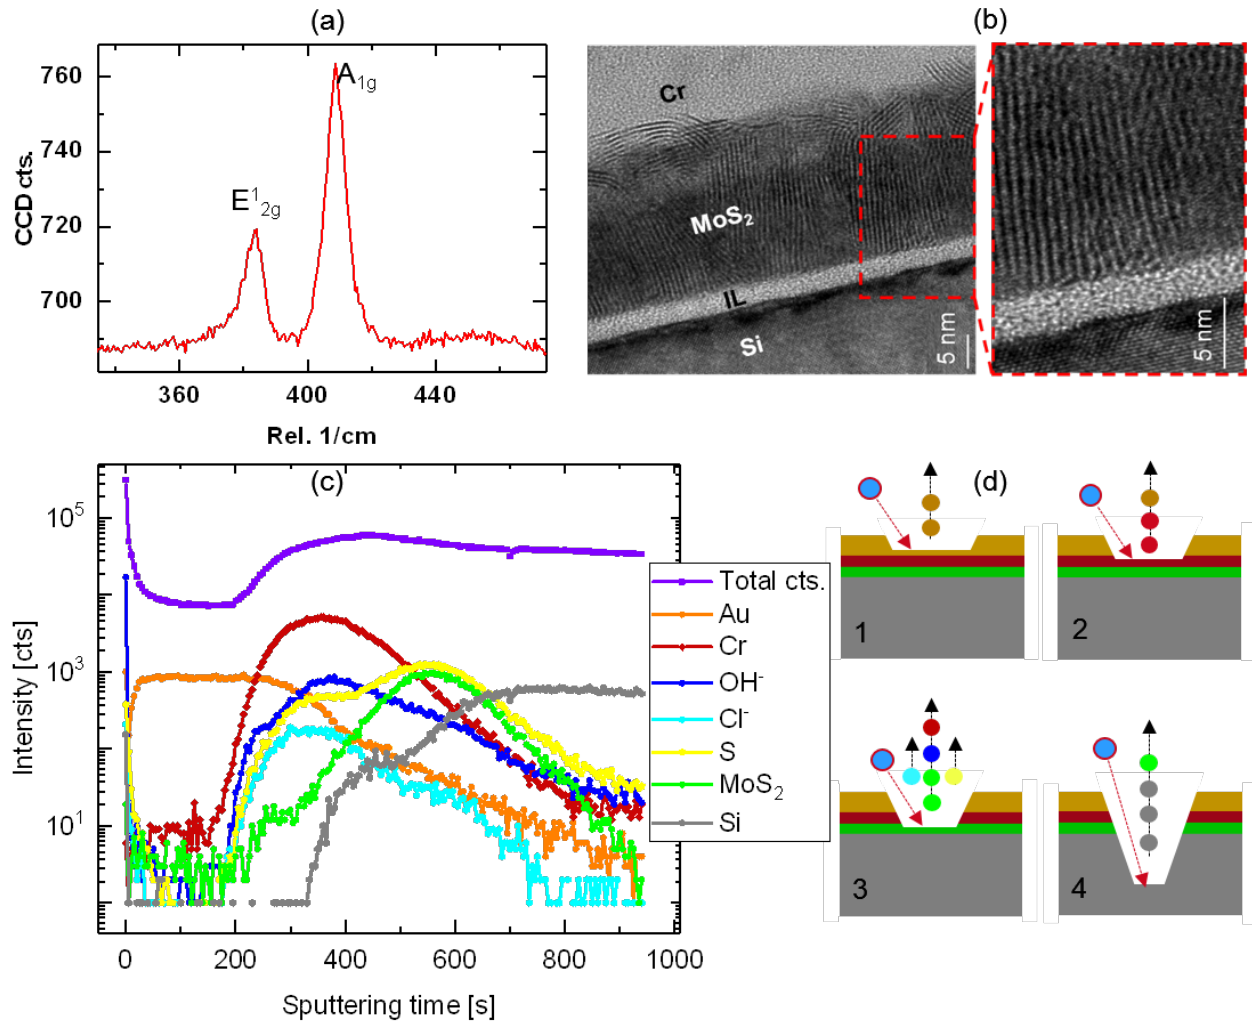 (a)
760
740
720
700
CCD cts.
E¹₂g
A₁g
360 400 440
Rel. 1/cm
(b)
Cr
MoS₂
IL
Si
5 nm
5 nm
(c)
10⁵
10³
10¹
Intensity [cts]
0 200 400 600 800 1000
Sputtering time [s]
Total cts.
Au
Cr
OH⁻
Cl⁻
S
MoS₂
Si
(d)
1
2
3
4